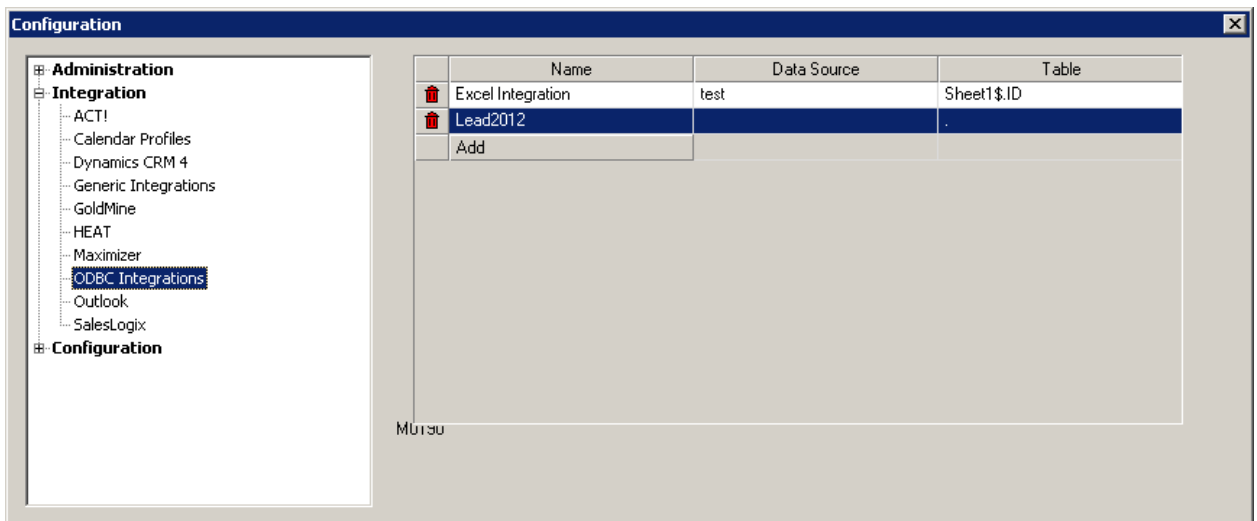 Configuration
Administration
Integration
ACT!
Calendar Profiles
Dynamics CRM 4
Generic Integrations
GoldMine
HEAT
Maximizer
ODBC Integrations
Outlook
SalesLogix
Configuration
Name Data Source Table
Excel Integration test Sheet1$.ID
Lead2012 .
Add